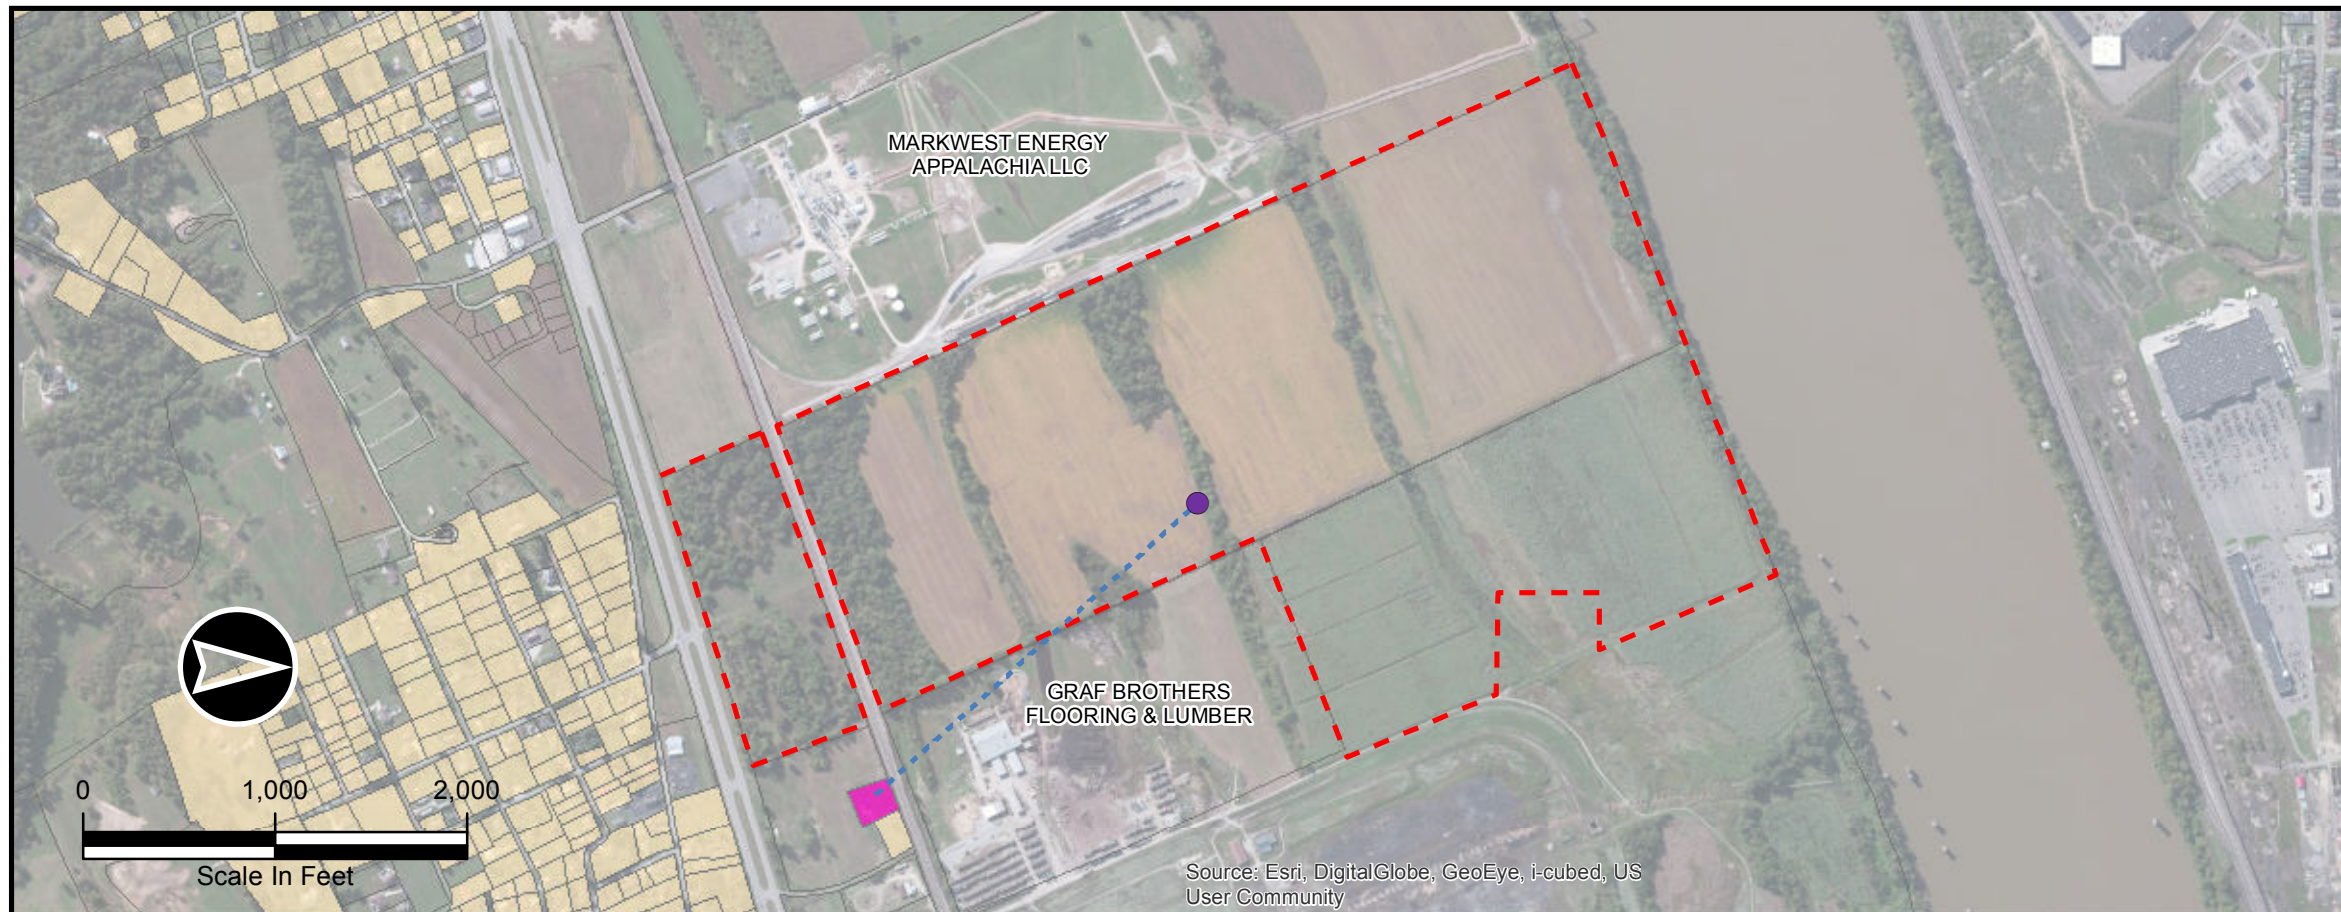 MARKWEST ENERGY
APPALACHIA LLC
GRAF BROTHERS
FLOORING & LUMBER
0 1,000 2,000
Scale In Feet
Source: Esri, DigitalGlobe, GeoEye, i-cubed, US
User Community